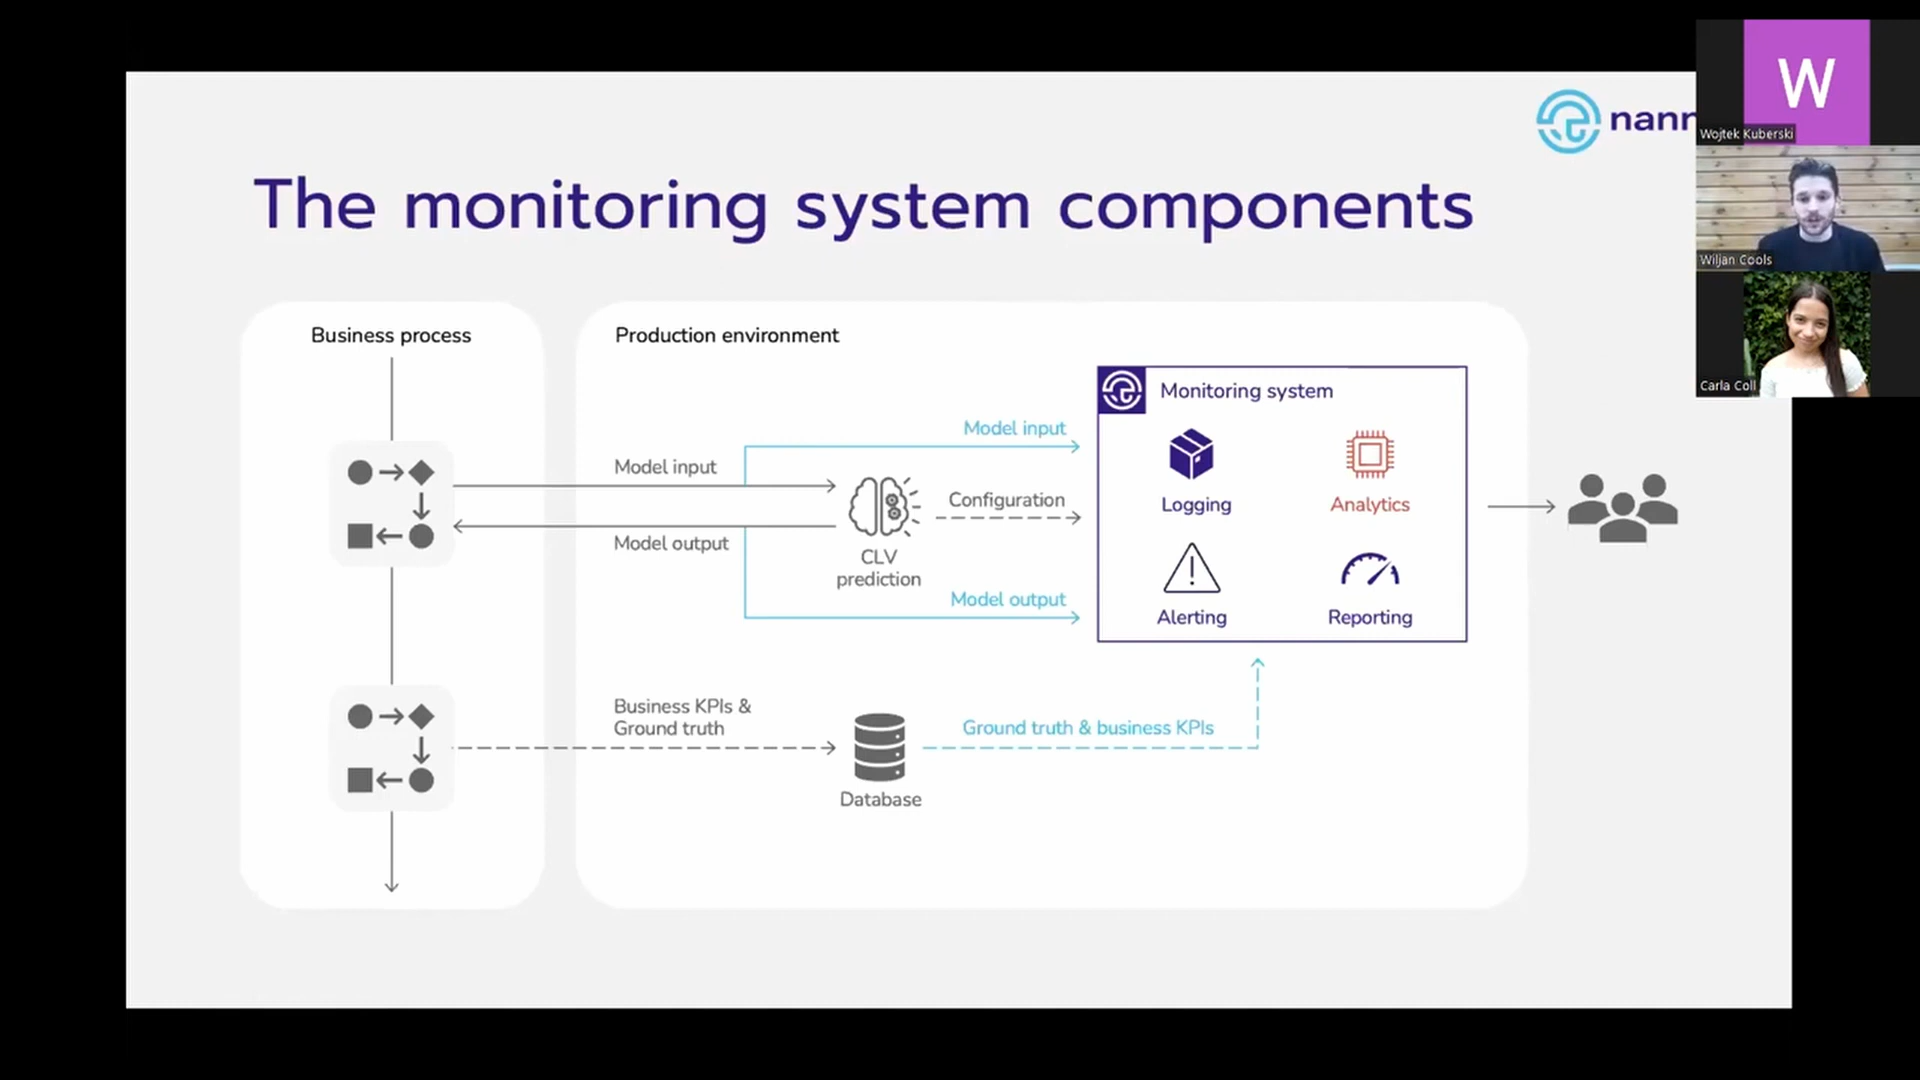 nann
W
Wojtek Kuberski
The monitoring system components
Wiljan Cools
Carla Coll
Business process
Production environment
Monitoring system
Model input
Model input
Configuration
Logging
Analytics
Model output
CLV
prediction
Model output
Alerting
Reporting
Business KPIs &
Ground truth
Ground truth & business KPIs
Database